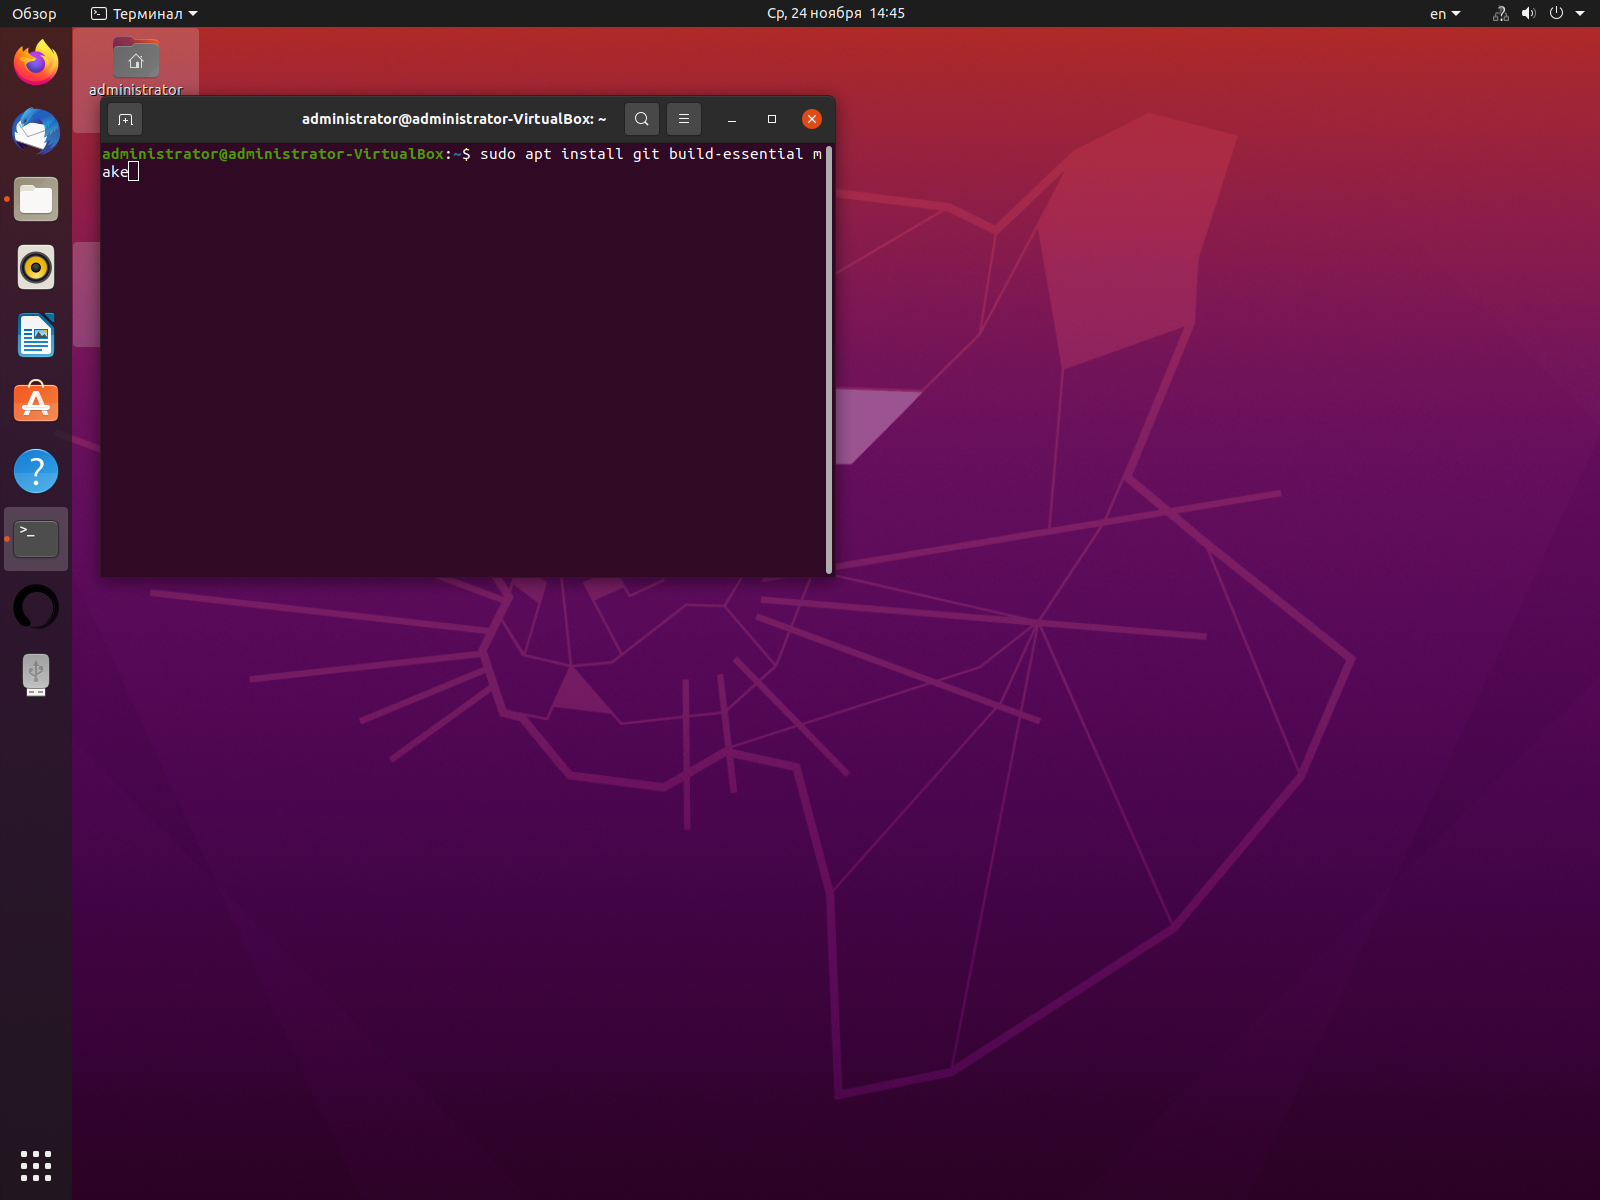 Обзор
Терминал
Ср, 24 ноября 14:45
en
administrator
administrator@administrator-VirtualBox: ~
administrator@administrator-VirtualBox:~$ sudo apt install git build-essential m
ake